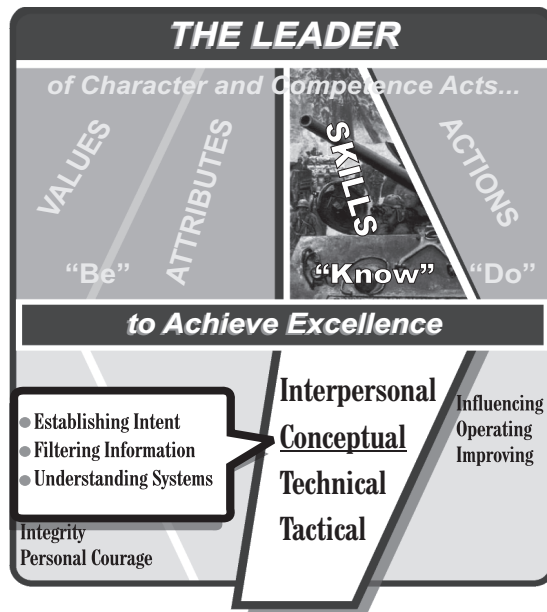 THE LEADER
of Character and Competence Acts...
VALUES
ATTRIBUTES
SKILLS
ACTIONS
“Be”
“Know”
“Do”
to Achieve Excellence
Establishing Intent
Filtering Information
Understanding Systems
Integrity
Personal Courage
Interpersonal
Conceptual
Technical
Tactical
Influencing
Operating
Improving